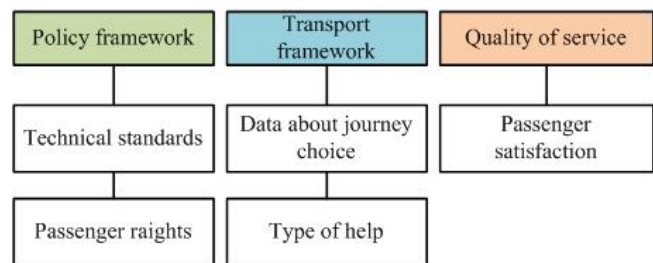 Policy framework
Transport
framework
Quality of service
Technical standards
Data about journey
choice
Passenger
satisfaction
Passenger raights
Type of help